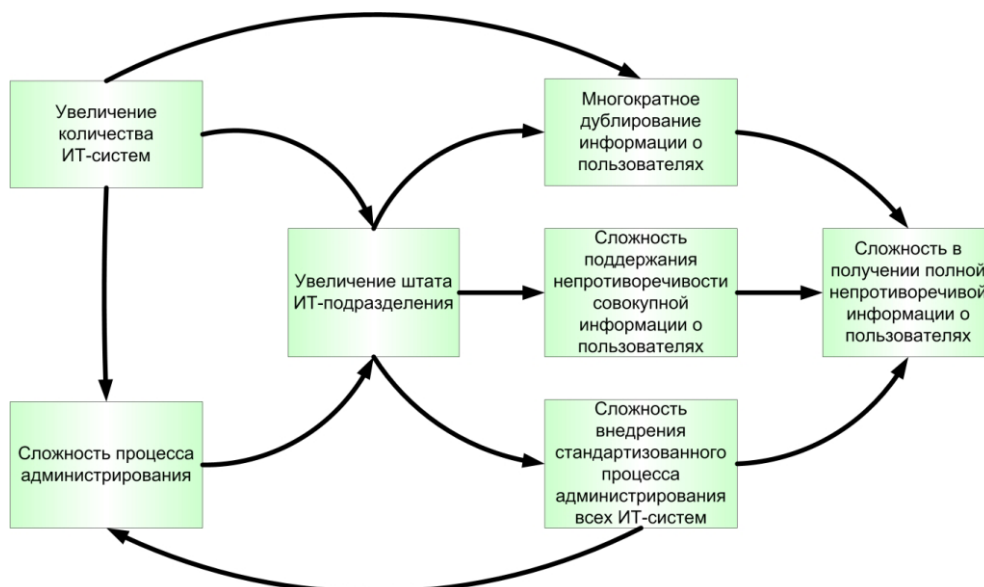 Увеличение
количества
ИТ-систем
Многократное
дублирование
информации о
пользователях
Увеличение штата
ИТ-подразделения
Сложность
поддержания
непротиворечивости
совокупной
информации о
пользователях
Сложность в
получении полной
непротиворечивой
информации о
пользователях
Сложность процесса
администрирования
Сложность
внедрения
стандартизованного
процесса
администрирования
всех ИТ-систем